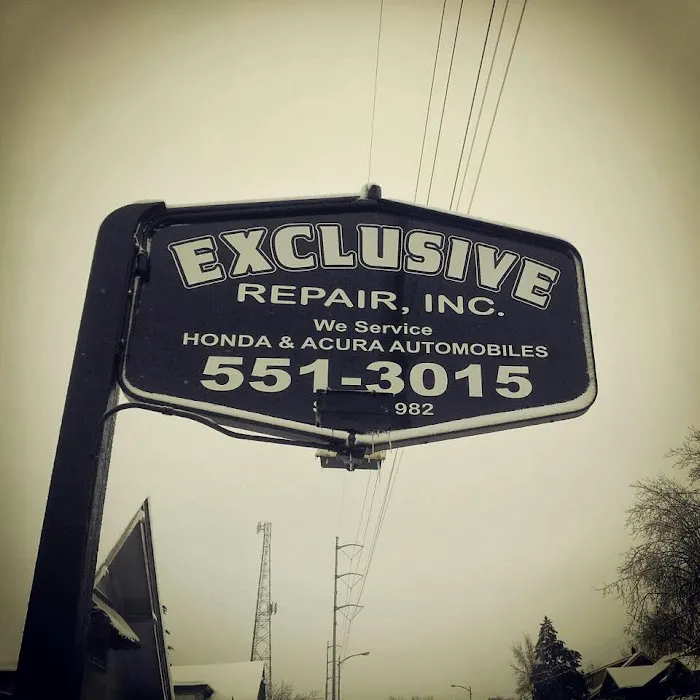 EXCLUSIVE
REPAIR, INC.
We Service
HONDA & ACURA AUTOMOBILES
551-3015
982